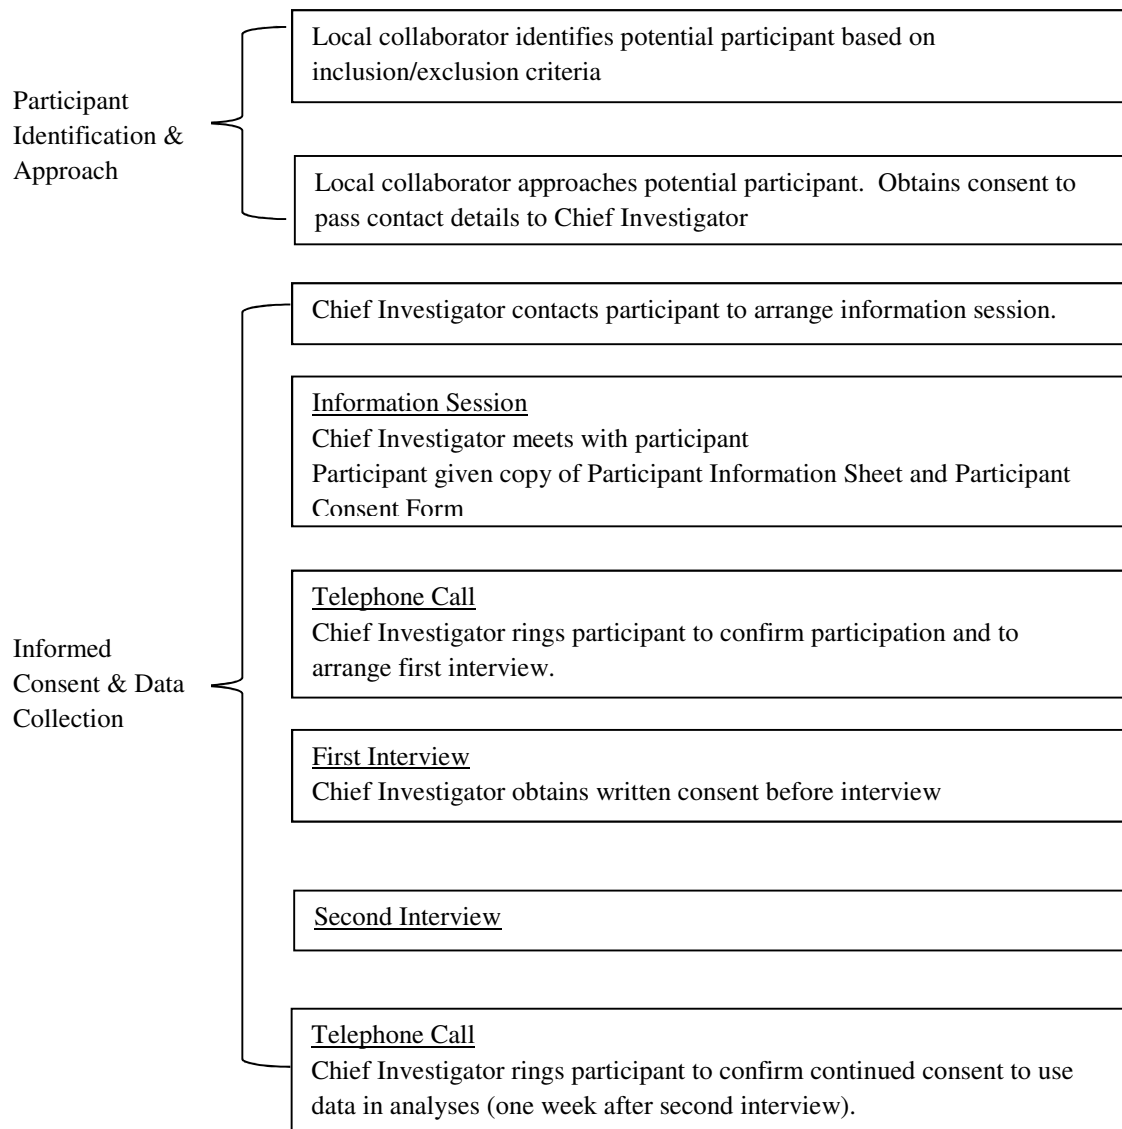 Participant
Identification &
Approach
Local collaborator identifies potential participant based on
inclusion/exclusion criteria
Local collaborator approaches potential participant.  Obtains consent to
pass contact details to Chief Investigator
Informed
Consent & Data
Collection
Chief Investigator contacts participant to arrange information session.
Information Session
Chief Investigator meets with participant
Participant given copy of Participant Information Sheet and Participant
Consent Form
Telephone Call
Chief Investigator rings participant to confirm participation and to
arrange first interview.
First Interview
Chief Investigator obtains written consent before interview
Second Interview
Telephone Call
Chief Investigator rings participant to confirm continued consent to use
data in analyses (one week after second interview).